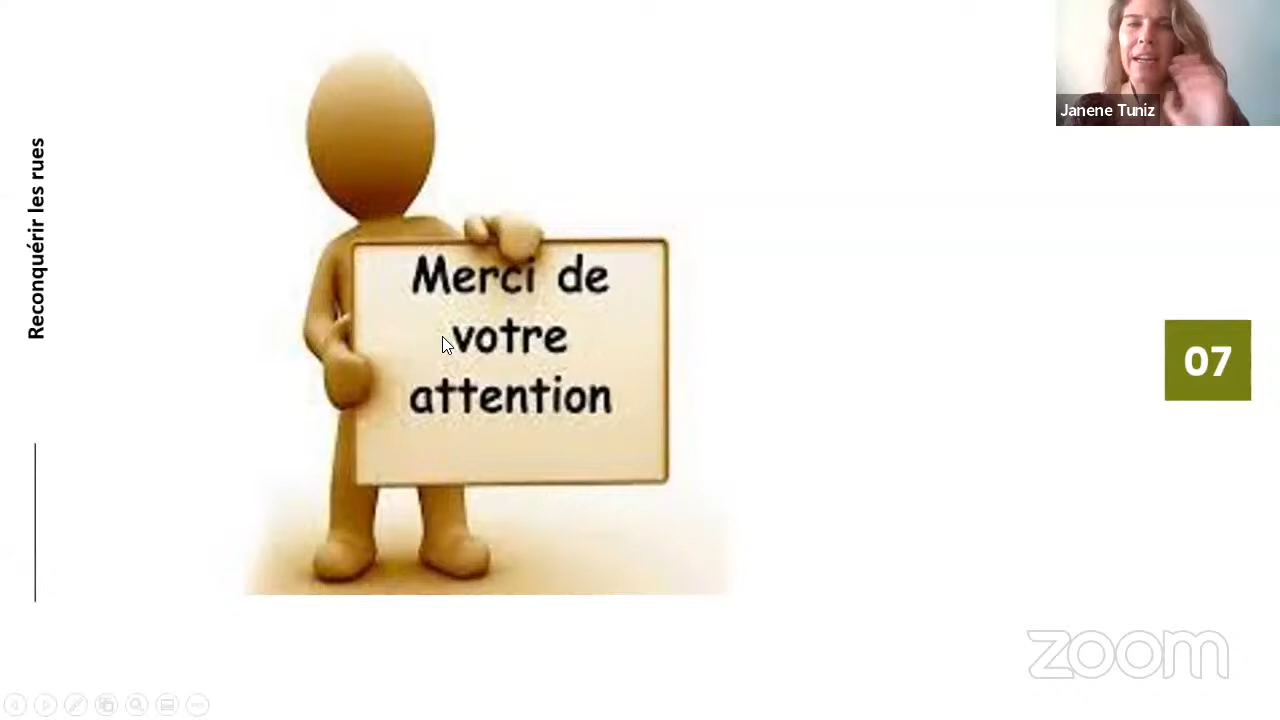 Janene Tuniz
Reconquérir les rues
Merci de
votre
attention
07
zoom